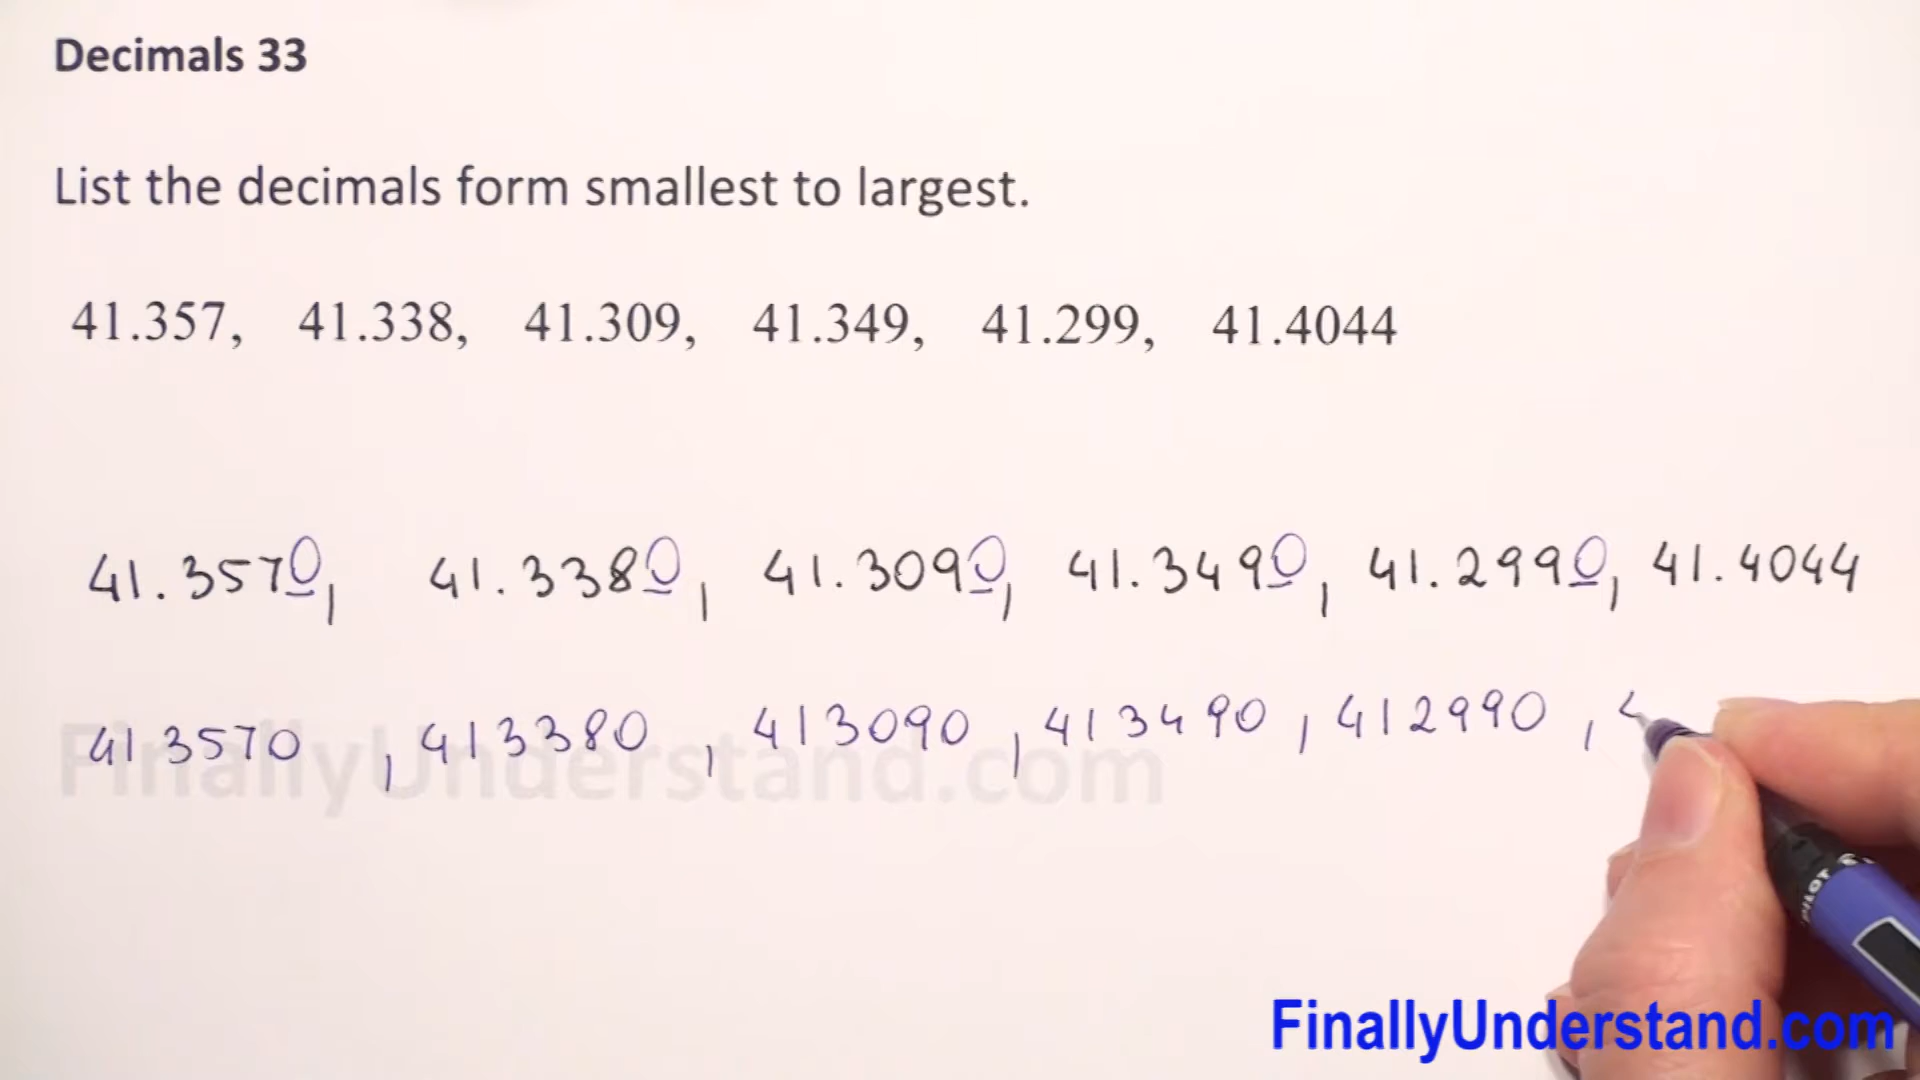 Decimals 33
List the decimals form smallest to largest.
41.357, 41.338, 41.309, 41.349, 41.299, 41.4044
41.3570, 41.3380, 41.3090, 41.3490, 41.2990, 41.4044
413570, 413380, 413090, 413490, 412990, 4
FinallyUnderstand.com
PILOT
FinallyUnderstand.com